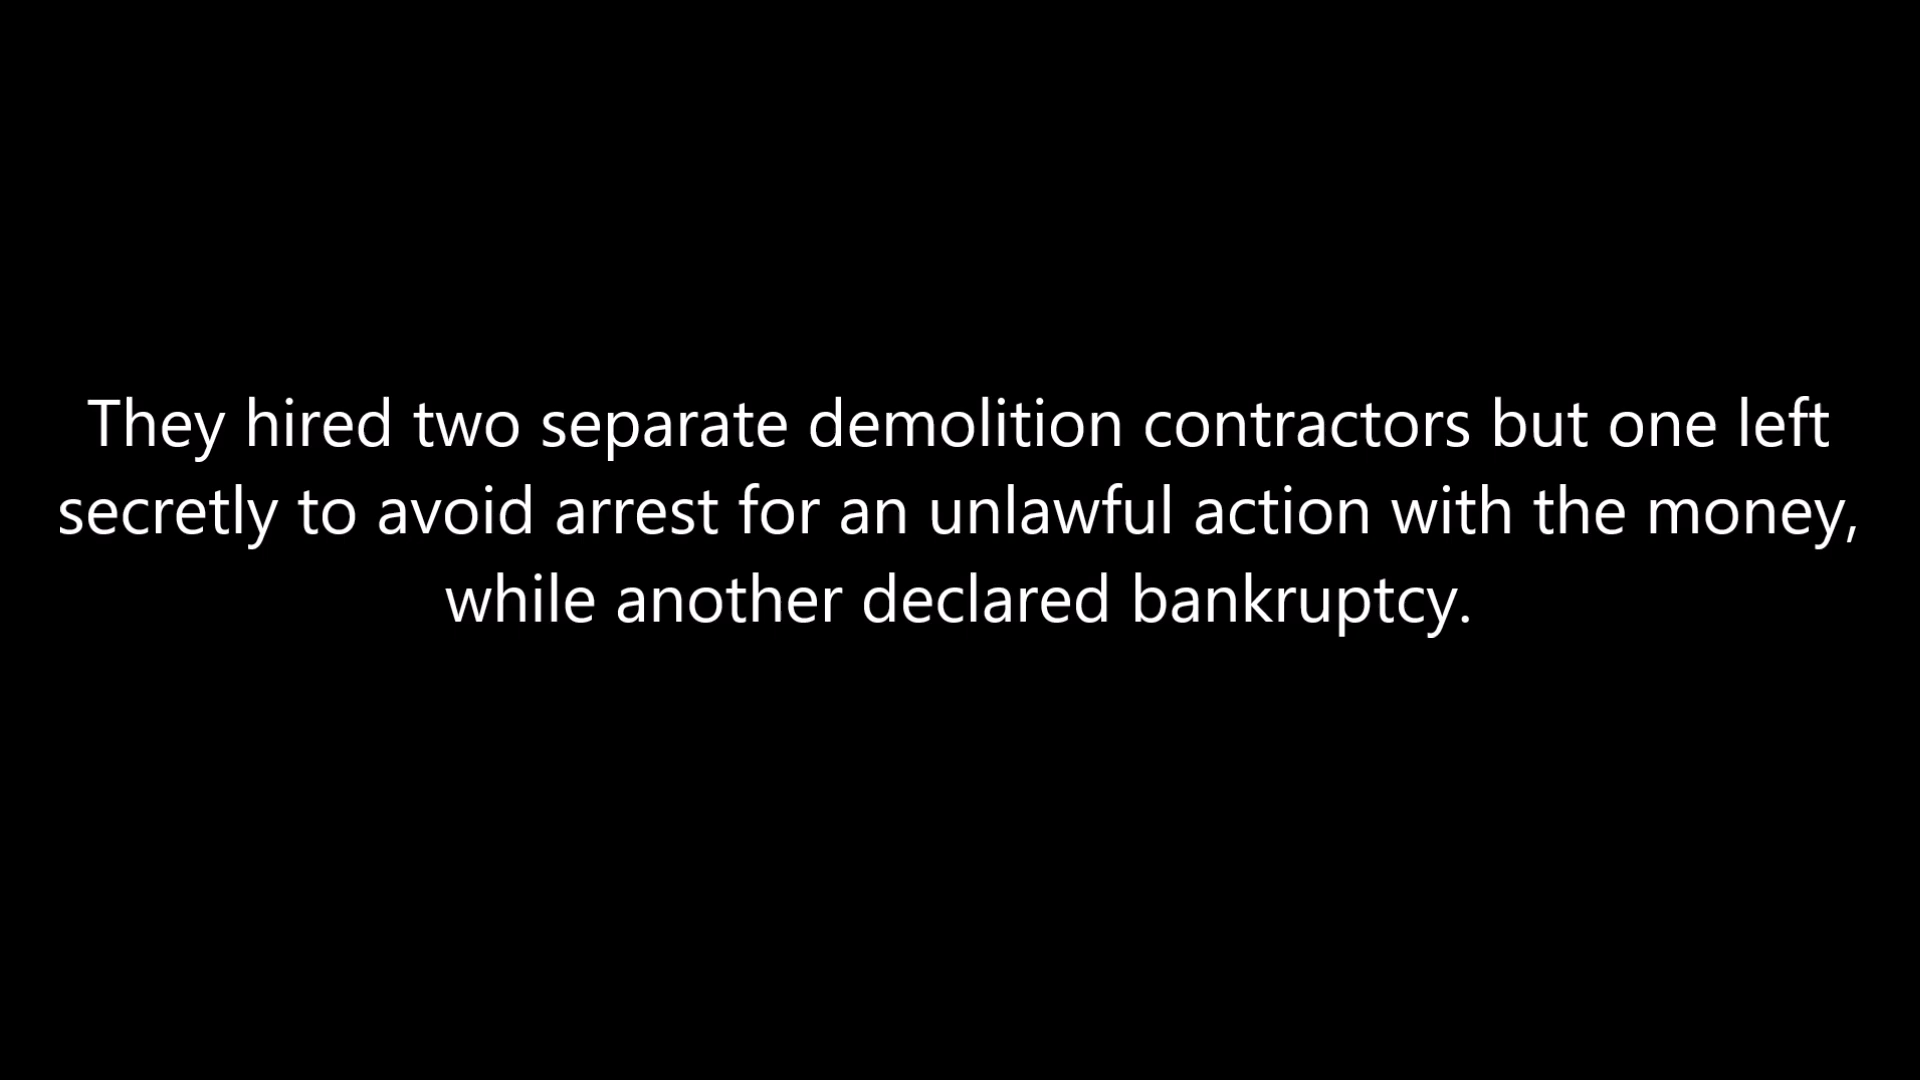 They hired two separate demolition contractors but one left
secretly to avoid arrest for an unlawful action with the money,
while another declared bankruptcy.